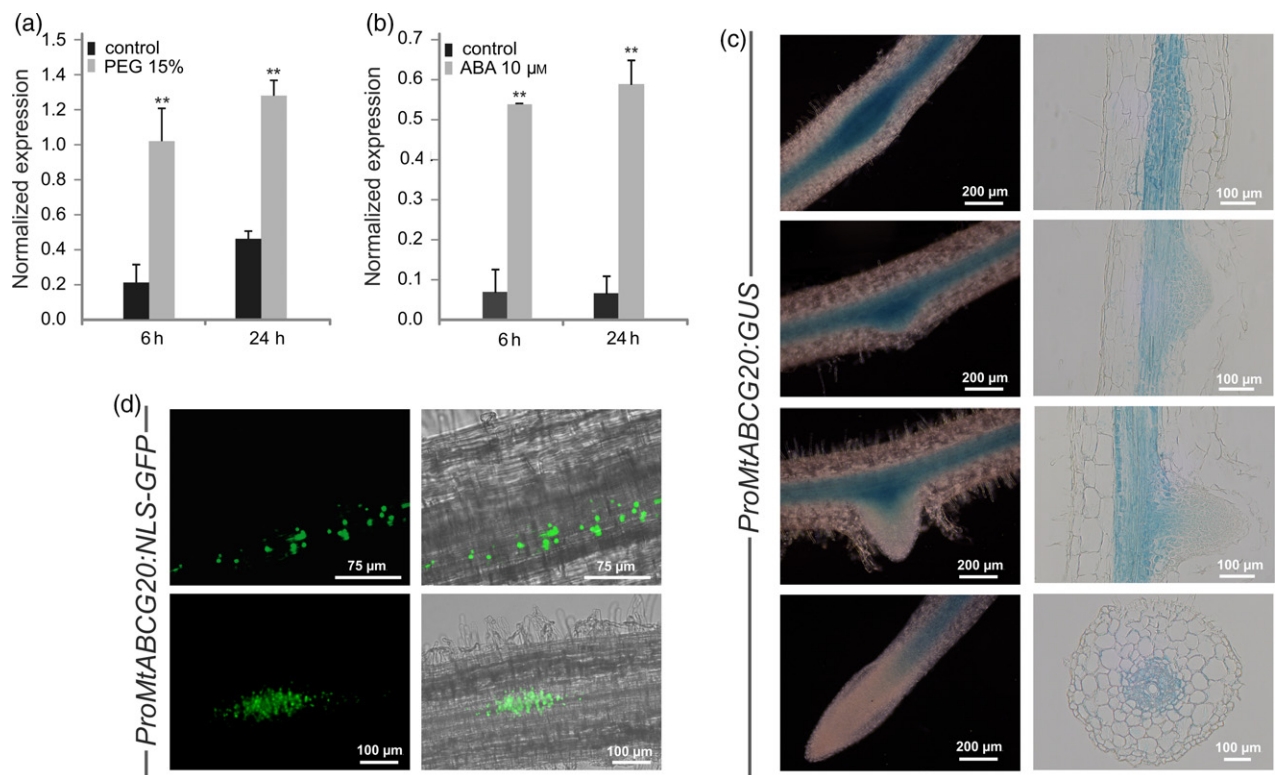 (a)
Normalized expression
1.5
1.4
1.2
1.0
0.8
0.6
0.4
0.2
0.0
control
PEG 15%
**
**
6 h
24 h
(b)
Normalized expression
0.7
0.6
0.5
0.4
0.3
0.2
0.1
0.0
control
ABA 10 µM
**
**
6 h
24 h
(c)
ProMtABCG20:GUS
200 µm
100 µm
200 µm
100 µm
200 µm
100 µm
200 µm
100 µm
(d)
ProMtABCG20:NLS-GFP
75 µm
75 µm
100 µm
100 µm